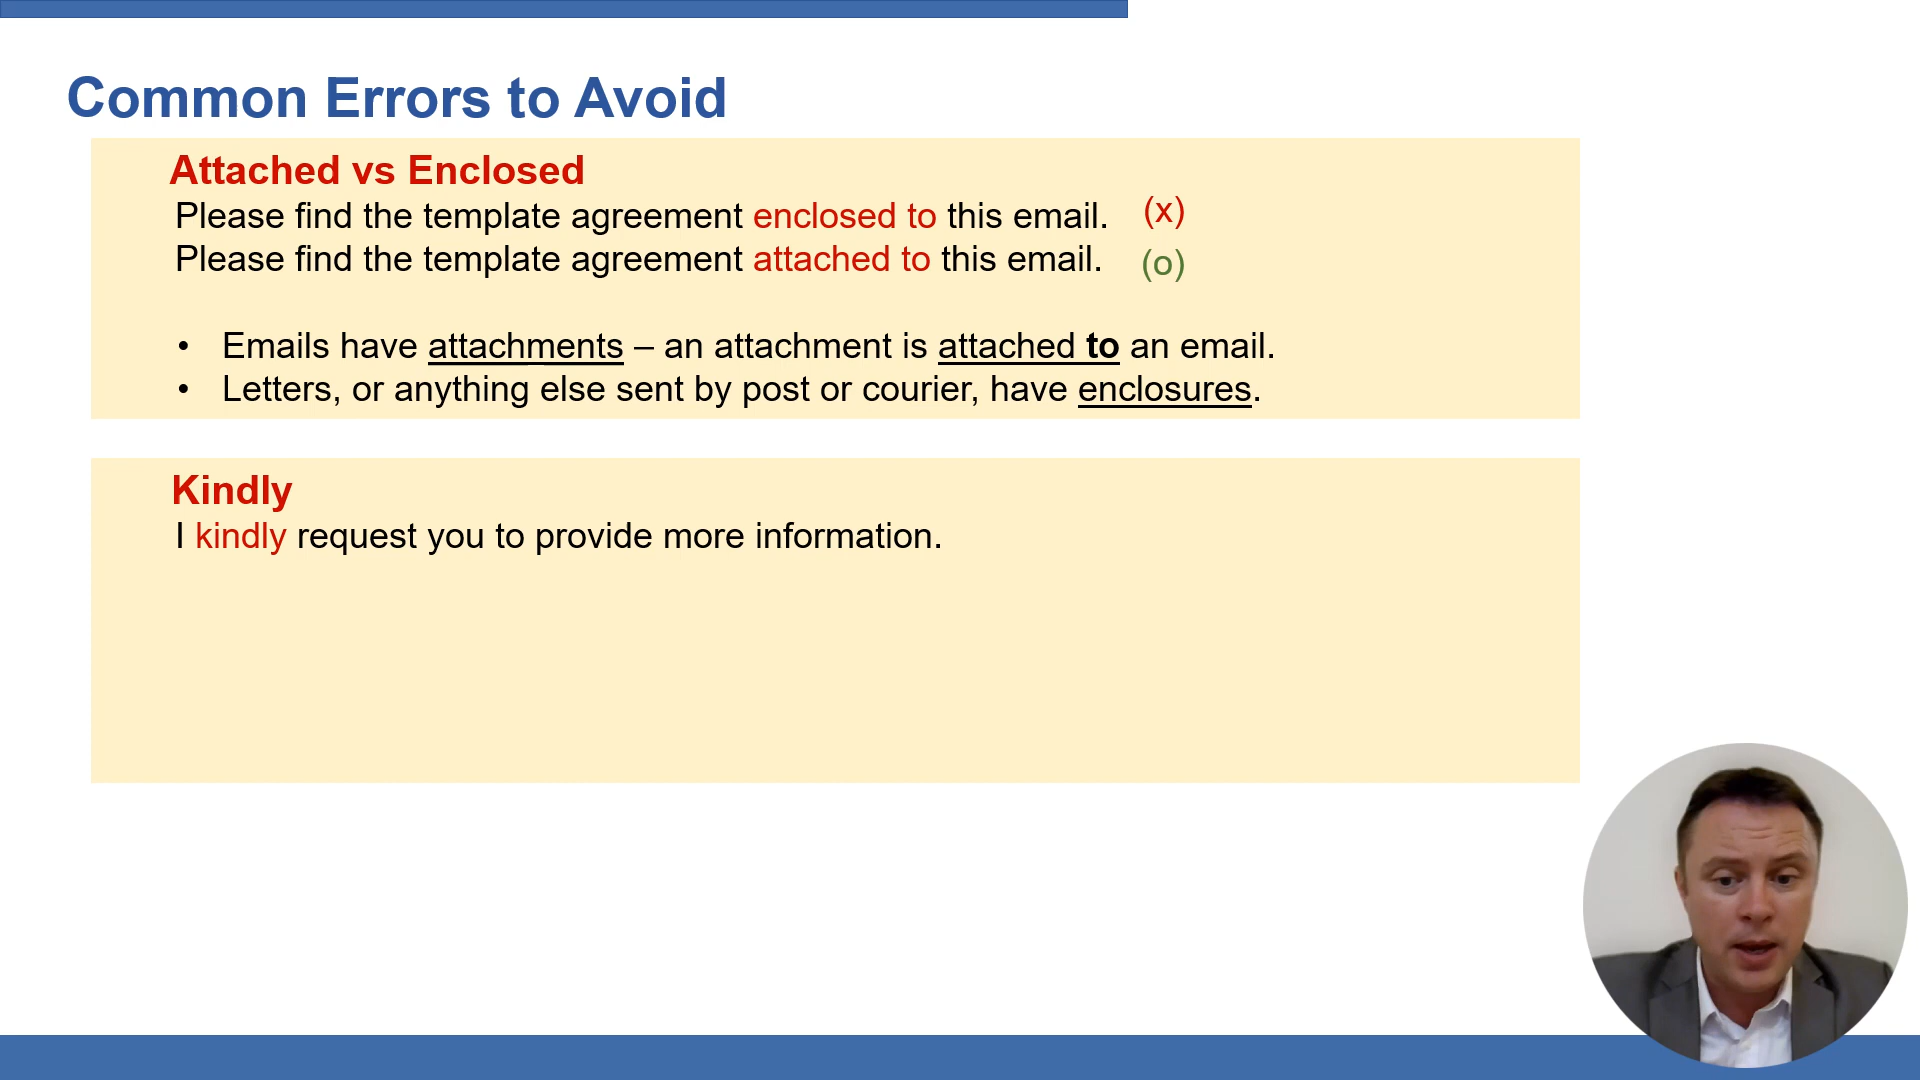 Common Errors to Avoid
Attached vs Enclosed
Please find the template agreement enclosed to this email. (x)
Please find the template agreement attached to this email. (o)
• Emails have attachments – an attachment is attached to an email.
• Letters, or anything else sent by post or courier, have enclosures.
Kindly
I kindly request you to provide more information.